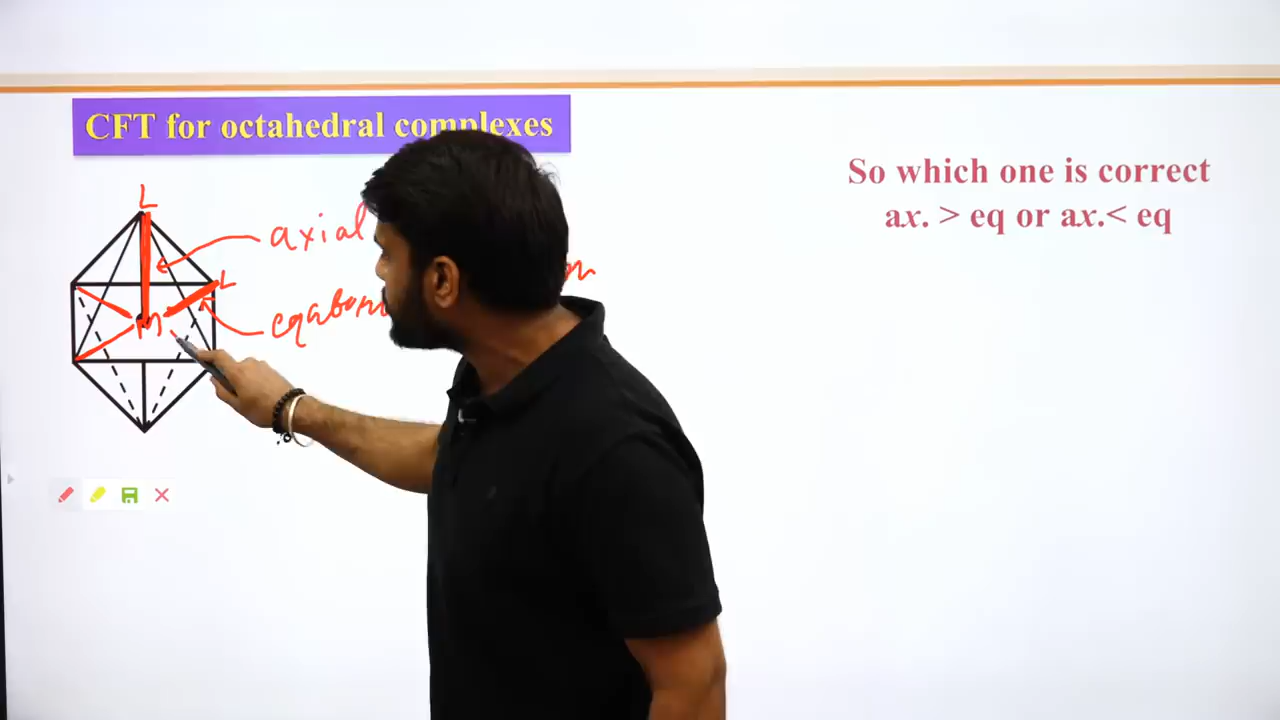 CFT for octahedral complexes
So which one is correct
ax. > eq or ax.< eq
L
axial
L
M